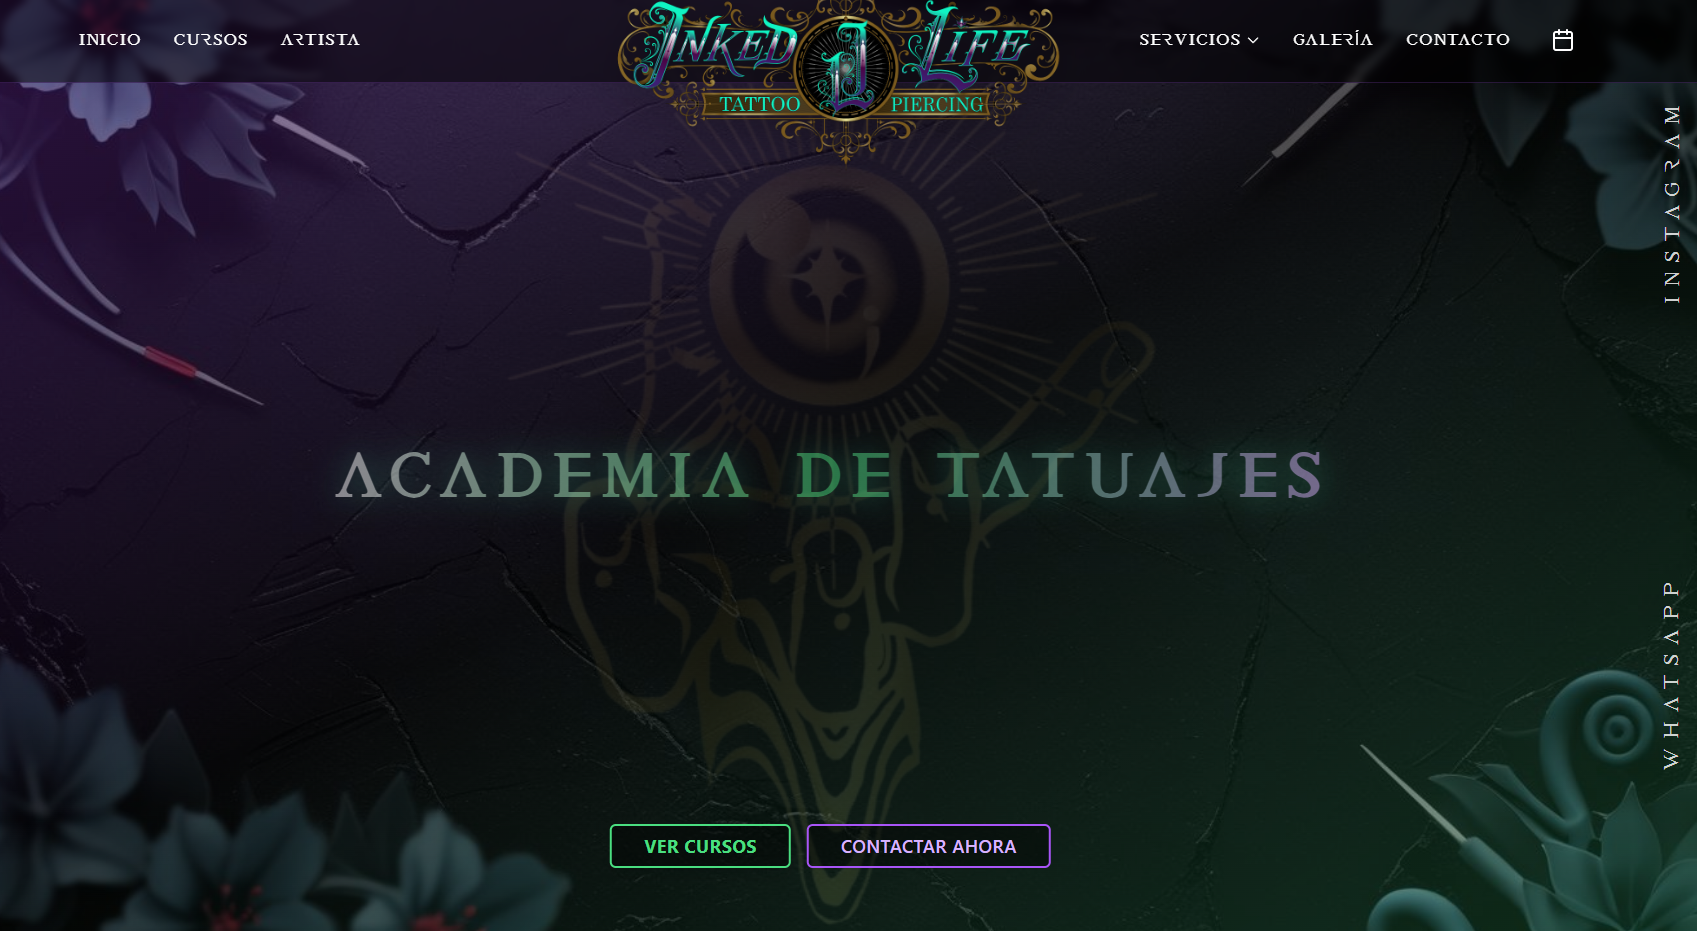 INICIO
CURSOS
ARTISTA
INKED LIFE
TATTOO PIERCING
SERVICIOS
GALERÍA
CONTACTO
INSTAGRAM
ACADEMIA DE TATUAJES
WHATSAPP
VER CURSOS
CONTACTAR AHORA